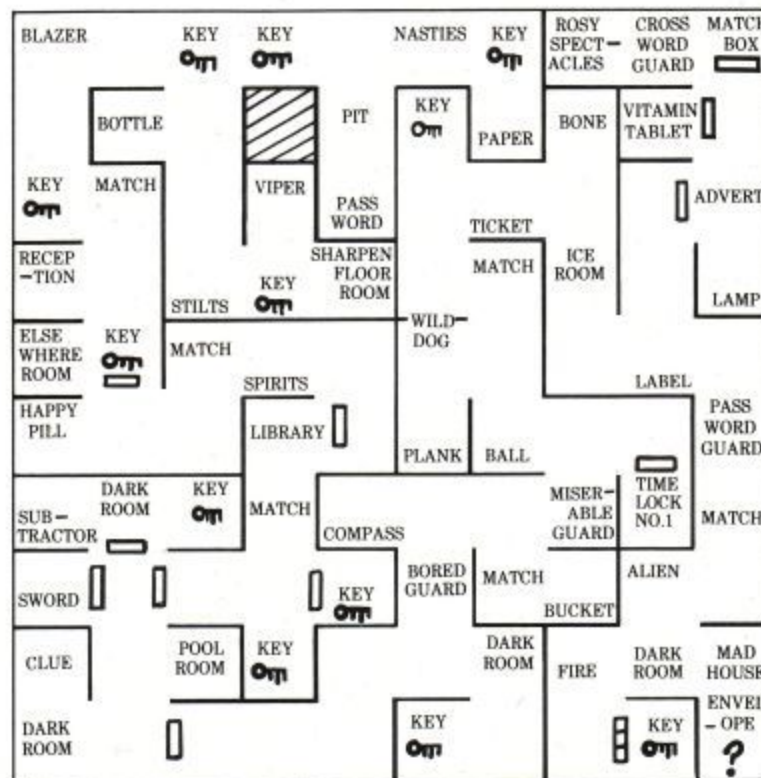 BLAZER
KEY
KEY
NASTIES
KEY
ROSY
SPECT-
ACLES
CROSS
WORD
GUARD
MATCH
BOX
BOTTLE
PIT
KEY
PAPER
BONE
VITAMIN
TABLET
KEY
MATCH
VIPER
PASS
WORD
TICKET
ADVERT
RECEP
-TION
STILTS
KEY
SHARPEN
FLOOR
ROOM
MATCH
ICE
ROOM
LAMP
ELSE
WHERE
ROOM
KEY
MATCH
SPIRITS
WILD
DOG
LABEL
HAPPY
PILL
LIBRARY
PLANK
BALL
PASS
WORD
GUARD
SUB-
TRACTOR
DARK
ROOM
KEY
MATCH
COMPASS
MISER-
ABLE
GUARD
TIME
LOCK
NO.1
MATCH
SWORD
KEY
BORED
GUARD
MATCH
BUCKET
ALIEN
CLUE
POOL
ROOM
KEY
DARK
ROOM
FIRE
DARK
ROOM
MAD
HOUSE
DARK
ROOM
KEY
KEY
ENVEL
-OPE
?